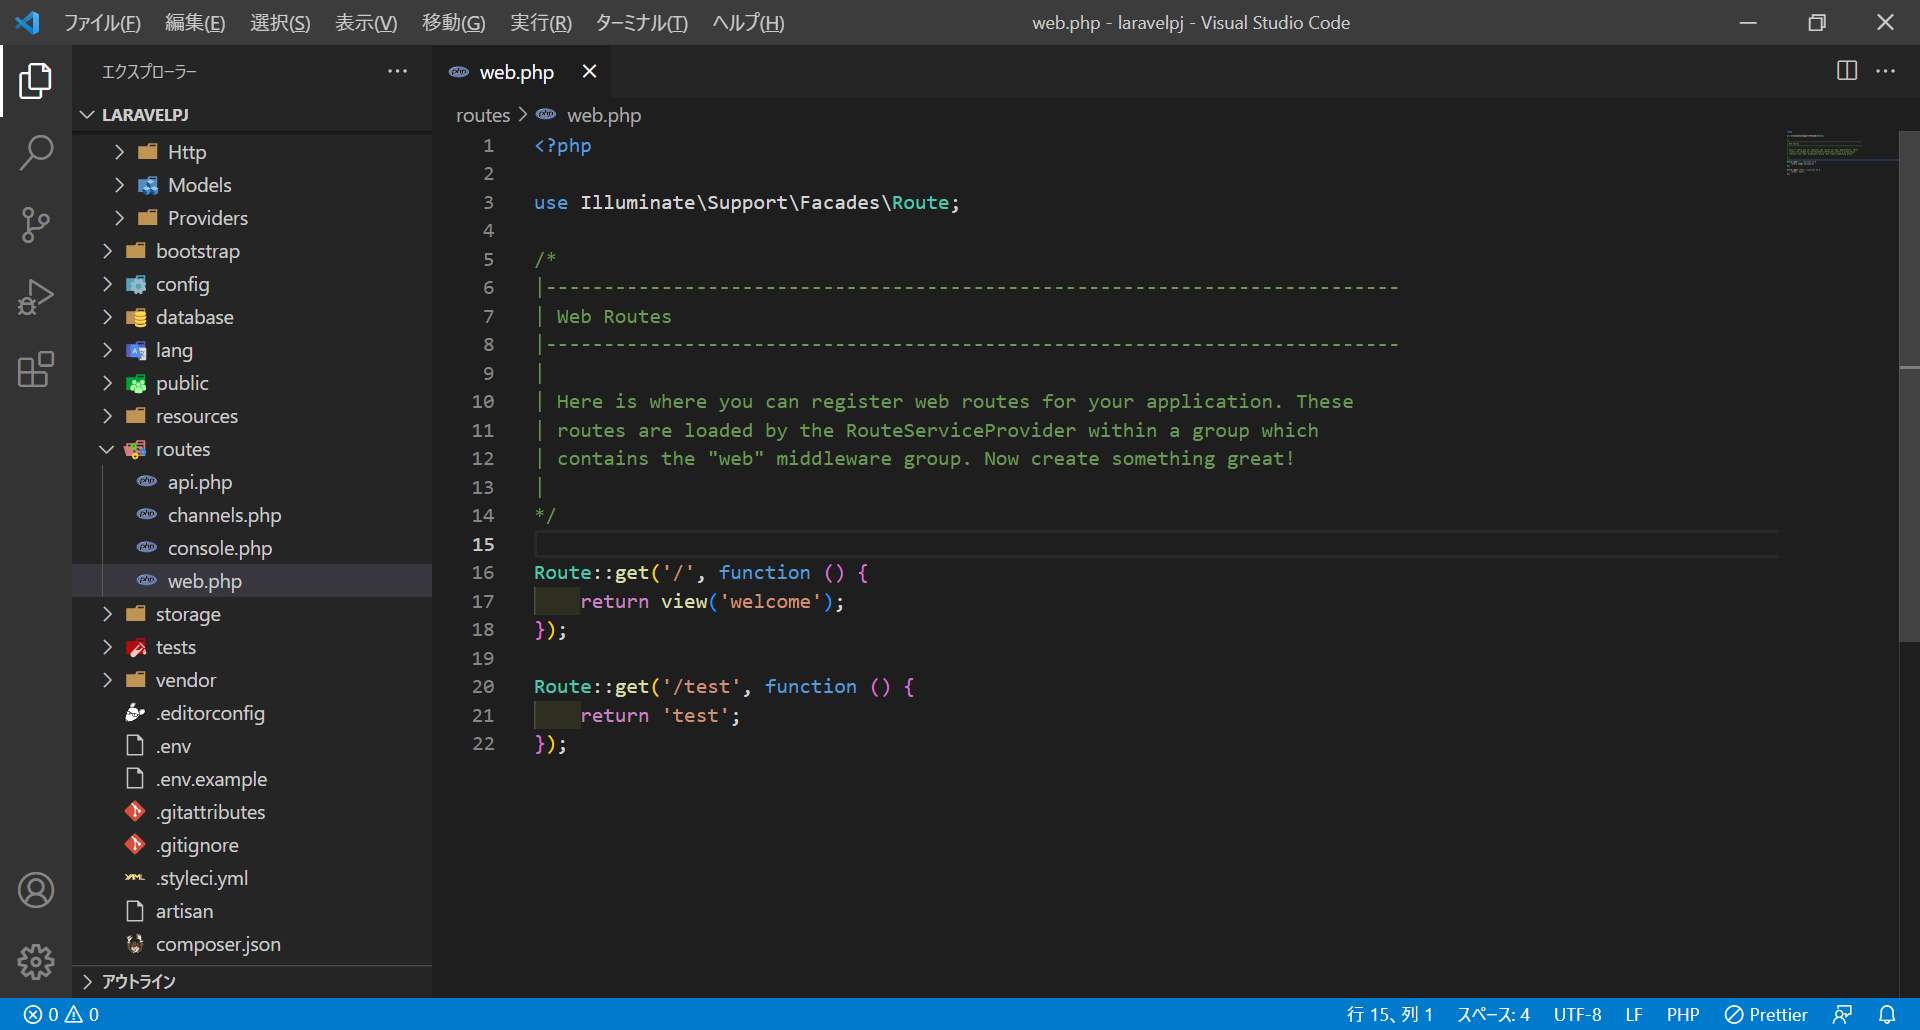 ファイル(F) 編集(E) 選択(S) 表示(V) 移動(G) 実行(R) ターミナル(T) ヘルプ(H)
web.php - laravelpj - Visual Studio Code
エクスプローラー
LARAVELPJ
Http
Models
Providers
bootstrap
config
database
lang
public
resources
routes
api.php
channels.php
console.php
web.php
storage
tests
vendor
.editorconfig
.env
.env.example
.gitattributes
.gitignore
.styleci.yml
artisan
composer.json
アウトライン
web.php
routes > web.php
1 <?php
2
3 use Illuminate\Support\Facades\Route;
4
5 /*
6 |--------------------------------------------------------------------------
7 | Web Routes
8 |--------------------------------------------------------------------------
9 |
10 | Here is where you can register web routes for your application. These
11 | routes are loaded by the RouteServiceProvider within a group which
12 | contains the "web" middleware group. Now create something great!
13 |
14 */
15
16 Route::get('/', function () {
17     return view('welcome');
18 });
19
20 Route::get('/test', function () {
21     return 'test';
22 });
0 0
行 15、列 1 スペース: 4 UTF-8 LF PHP Prettier